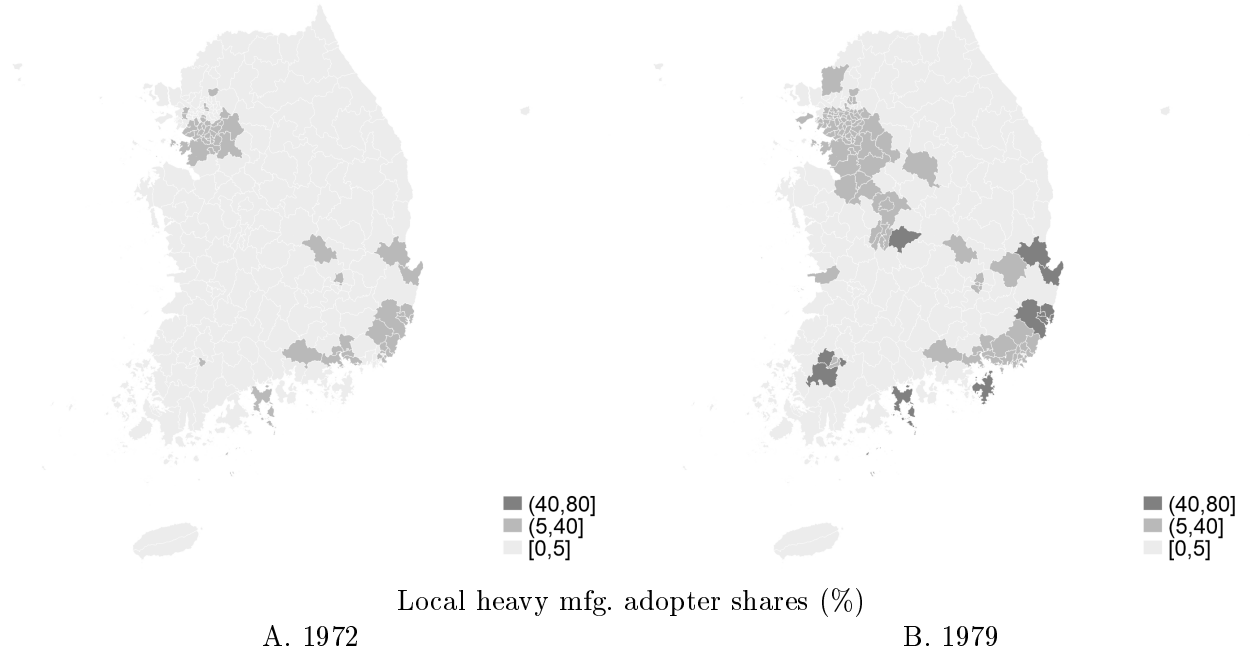 (40,80]
(5,40]
[0,5]
(40,80]
(5,40]
[0,5]
Local heavy mfg. adopter shares (%)
A. 1972
B. 1979